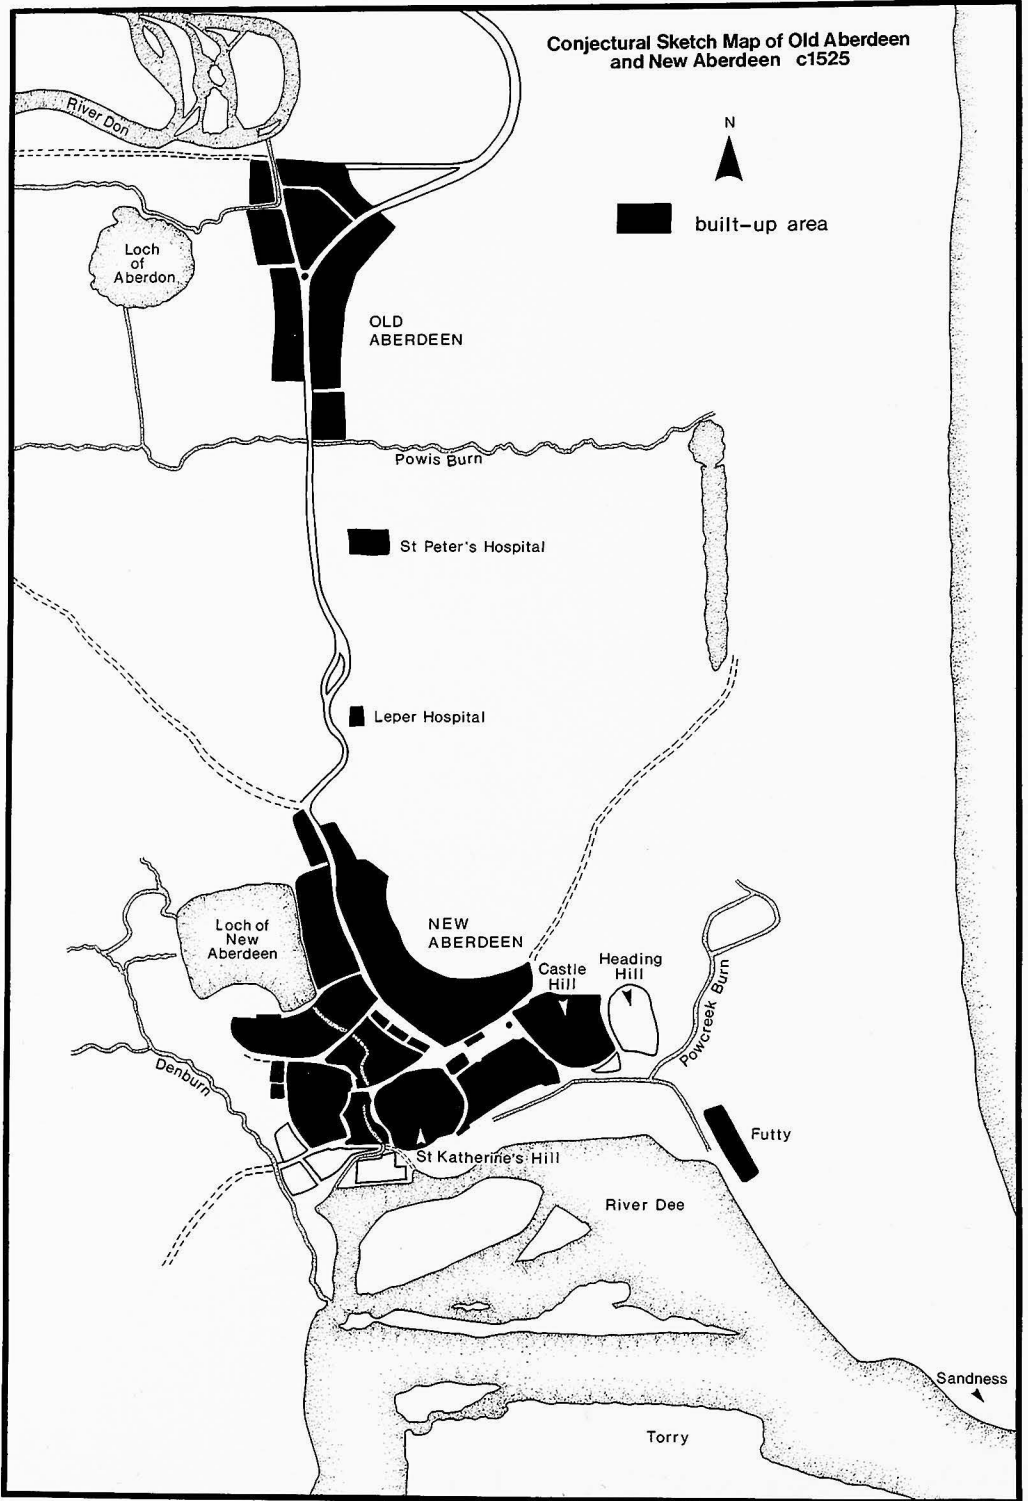 Conjectural Sketch Map of Old Aberdeen
and New Aberdeen c1525
River Don
N
built-up area
Loch
of
Aberdon
OLD
ABERDEEN
Powis Burn
St Peter's Hospital
Leper Hospital
Loch of
New
Aberdeen
NEW
ABERDEEN
Castle
Hill
Heading
Hill
Powcreek Burn
Denburn
Futty
St Katherine's Hill
River Dee
Sandness
Torry